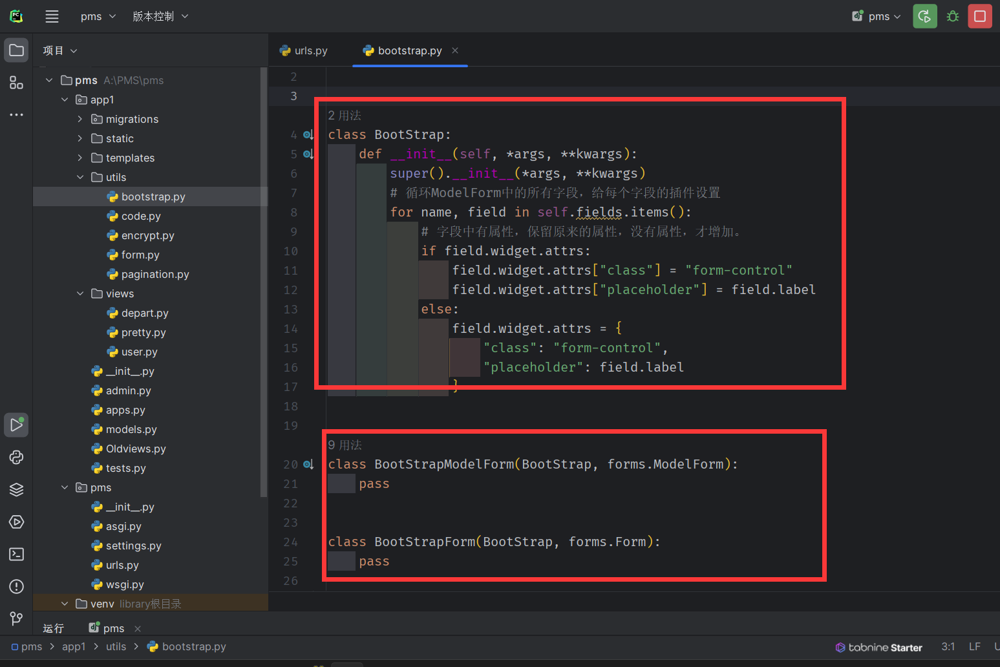 pms
版本控制
pms
项目
urls.py
bootstrap.py
pms A:\PMS\pms
app1
migrations
static
templates
utils
bootstrap.py
code.py
encrypt.py
form.py
pagination.py
views
depart.py
pretty.py
user.py
__init__.py
admin.py
apps.py
models.py
Oldviews.py
tests.py
pms
__init__.py
asgi.py
settings.py
urls.py
wsgi.py
venv library根目录
2
3
2 用法
4 class BootStrap:
5 def __init__(self, *args, **kwargs):
6 super().__init__(*args, **kwargs)
7 # 循环ModelForm中的所有字段，给每个字段的插件设置
8 for name, field in self.fields.items():
9 # 字段中有属性，保留原来的属性，没有属性，才增加。
10 if field.widget.attrs:
11 field.widget.attrs["class"] = "form-control"
12 field.widget.attrs["placeholder"] = field.label
13 else:
14 field.widget.attrs = {
15 "class": "form-control",
16 "placeholder": field.label
17 }
18
19
9 用法
20 class BootStrapModelForm(BootStrap, forms.ModelForm):
21 pass
22
23
24 class BootStrapForm(BootStrap, forms.Form):
25 pass
26
运行
pms
pms > app1 > utils > bootstrap.py
tabnine Starter
3:1
LF